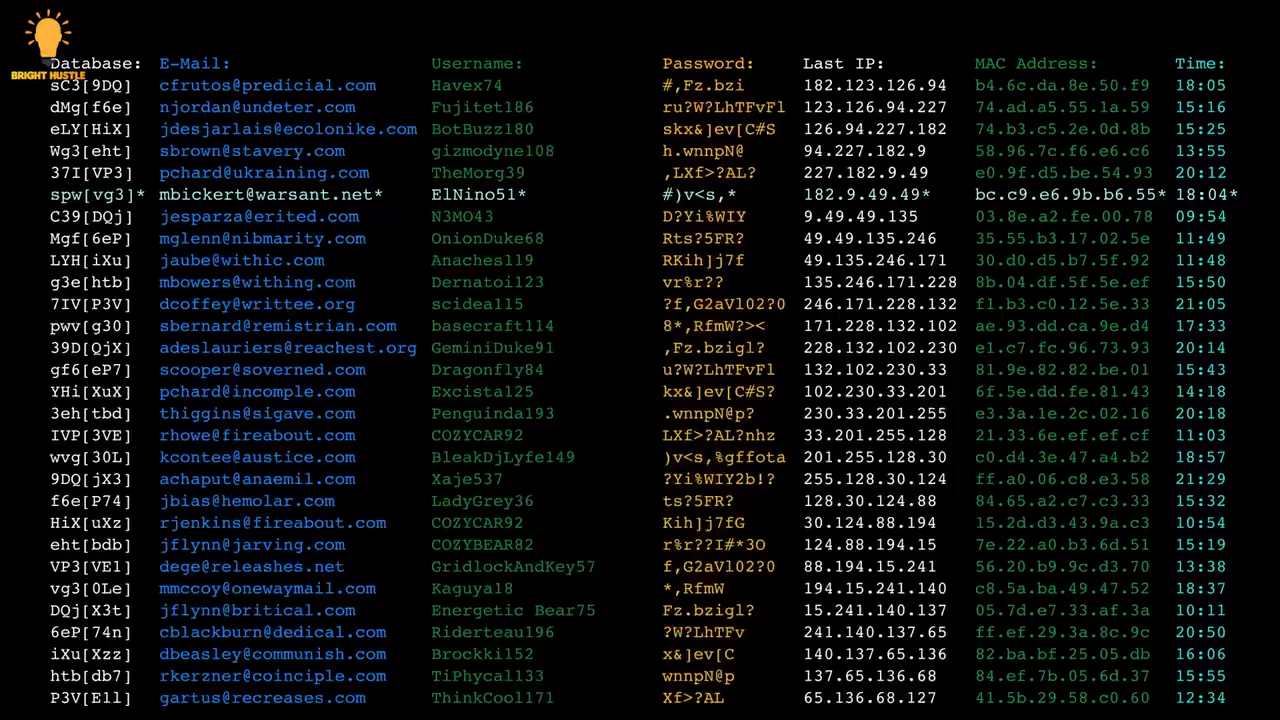 BRIGHT HUSTLE
Database: E-Mail: Username: Password: Last IP: MAC Address: Time:
sC3[9DQ] cfrutos@predicial.com Havex74 #,Fz.bzi 182.123.126.94 b4.6c.da.8e.50.f9 18:05
dMg[f6e] njordan@undeter.com Fujitet186 ru?W?LhTFvFl 123.126.94.227 74.ad.a5.55.1a.59 15:16
eLY[HiX] jdesjarlais@ecolonike.com BotBuzz180 skx&]ev[C#S 126.94.227.182 74.b3.c5.2e.0d.8b 15:25
Wg3[eht] sbrown@stavery.com gizmodyne108 h.wnnpN@ 94.227.182.9 58.96.7c.f6.e6.c6 13:55
37I[VP3] pchard@ukraining.com TheMorg39 ,LXf>?AL? 227.182.9.49 e0.9f.d5.be.54.93 20:12
spw[vg3]* mbickert@warsant.net* ElNino51* #)v<s,* 182.9.49.49* bc.c9.e6.9b.b6.55* 18:04*
C39[DQj] jesparza@erited.com N3MO43 D?Yi%WIY 9.49.49.135 03.8e.a2.fe.00.78 09:54
Mgf[6eP] mglenn@nibmarity.com OnionDuke68 Rts?5FR? 49.49.135.246 35.55.b3.17.02.5e 11:49
LYH[iXu] jaube@withic.com Anaches119 RKih]j7f 49.135.246.171 30.d0.d5.b7.5f.92 11:48
g3e[htb] mbowers@withing.com Dernatoi123 vr%r?? 135.246.171.228 8b.04.df.5f.5e.ef 15:50
7IV[P3V] dcoffey@writtee.org scidea115 ?f,G2aVl02?0 246.171.228.132 f1.b3.c0.12.5e.33 21:05
pwv[g30] sbernard@remistrian.com basecraft114 8*,RfmW?>< 171.228.132.102 ae.93.dd.ca.9e.d4 17:33
39D[QjX] adeslauriers@reachest.org GeminiDuke91 ,Fz.bzigl? 228.132.102.230 e1.c7.fc.96.73.93 20:14
gf6[eP7] scooper@soverned.com Dragonfly84 u?W?LhTFvFl 132.102.230.33 81.9e.82.82.be.01 15:43
YHi[XuX] pchard@incomple.com Excista125 kx&]ev[C#S? 102.230.33.201 6f.5e.dd.fe.81.43 14:18
3eh[tbd] thiggins@sigave.com Penguinda193 .wnnpN@p? 230.33.201.255 e3.3a.1e.2c.02.16 20:18
IVP[3VE] rhowe@fireabout.com COZYCAR92 LXf>?AL?nhz 33.201.255.128 21.33.6e.ef.ef.cf 11:03
wvg[30L] kcontee@austice.com BleakDjLyfe149 )v<s,%gffota 201.255.128.30 c0.d4.3e.47.a4.b2 18:57
9DQ[jX3] achaput@anaemil.com Xaje537 ?Yi%WIY2b!? 255.128.30.124 ff.a0.06.c8.e3.58 21:29
f6e[P74] jbias@hemolar.com LadyGrey36 ts?5FR? 128.30.124.88 84.65.a2.c7.c3.33 15:32
HiX[uXz] rjenkins@fireabout.com COZYCAR92 Kih]j7fG 30.124.88.194 15.2d.d3.43.9a.c3 10:54
eht[bdb] jflynn@jarving.com COZYBEAR82 r%r??I#*3O 124.88.194.15 7e.22.a0.b3.6d.51 15:19
VP3[VE1] dege@releashes.net GridlockAndKey57 f,G2aVl02?0 88.194.15.241 56.20.b9.9c.d3.70 13:38
vg3[0Le] mmccoy@onewaymail.com Kaguya18 *,RfmW 194.15.241.140 c8.5a.ba.49.47.52 18:37
DQj[X3t] jflynn@british.com Energetic Bear75 Fz.bzigl? 15.241.140.137 05.7d.e7.33.af.3a 10:11
6eP[74n] cblackburn@dedical.com Riderteau196 ?W?LhTFv 241.140.137.65 ff.ef.29.3a.8c.9c 20:50
iXu[Xzz] dbeasley@communish.com Brockki152 x&]ev[C 140.137.65.136 82.ba.bf.25.05.db 16:06
htb[db7] rkerzner@coinciple.com TiPhycal133 wnnpN@p 137.65.136.68 84.ef.7b.05.d6.37 15:55
P3V[E1l] gartus@recreases.com ThinkCool171 Xf>?AL 65.136.68.127 41.5b.29.58.c0.60 12:34